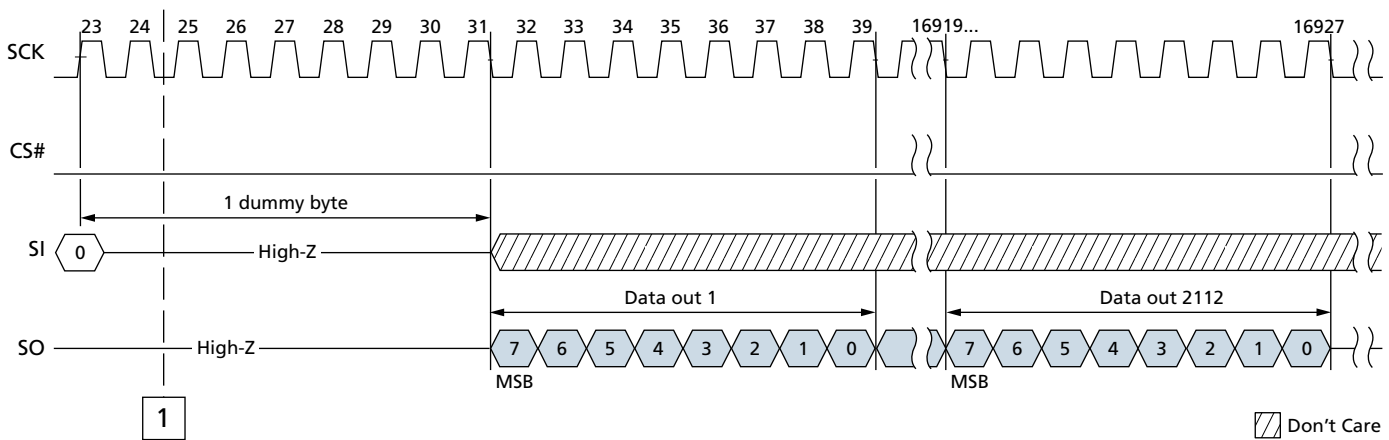 23 24 25 26 27 28 29 30 31 32 33 34 35 36 37 38 39 16919... 16927
SCK
CS#
1 dummy byte
SI 0 High-Z
Data out 1 Data out 2112
SO High-Z 7 6 5 4 3 2 1 0 7 6 5 4 3 2 1 0
MSB MSB
1
Don't Care